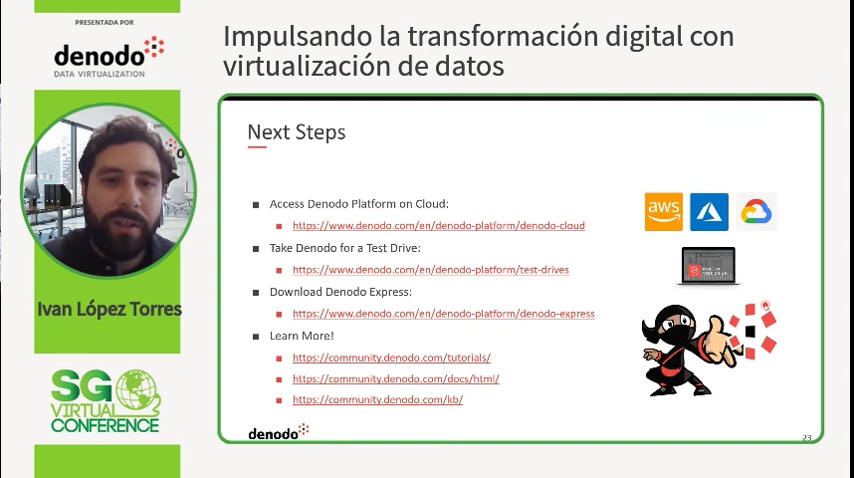 PRESENTADA POR
denodo
DATA VIRTUALIZATION
Ivan López Torres
SG
VIRTUAL
CONFERENCE
Impulsando la transformación digital con
virtualización de datos
Next Steps
Access Denodo Platform on Cloud:
https://www.denodo.com/en/denodo-platform/denodo-cloud
Take Denodo for a Test Drive:
https://www.denodo.com/en/denodo-platform/test-drives
Download Denodo Express:
https://www.denodo.com/en/denodo-platform/denodo-express
Learn More!
https://community.denodo.com/tutorials/
https://community.denodo.com/docs/html/
https://community.denodo.com/kb/
aws
denodo
23